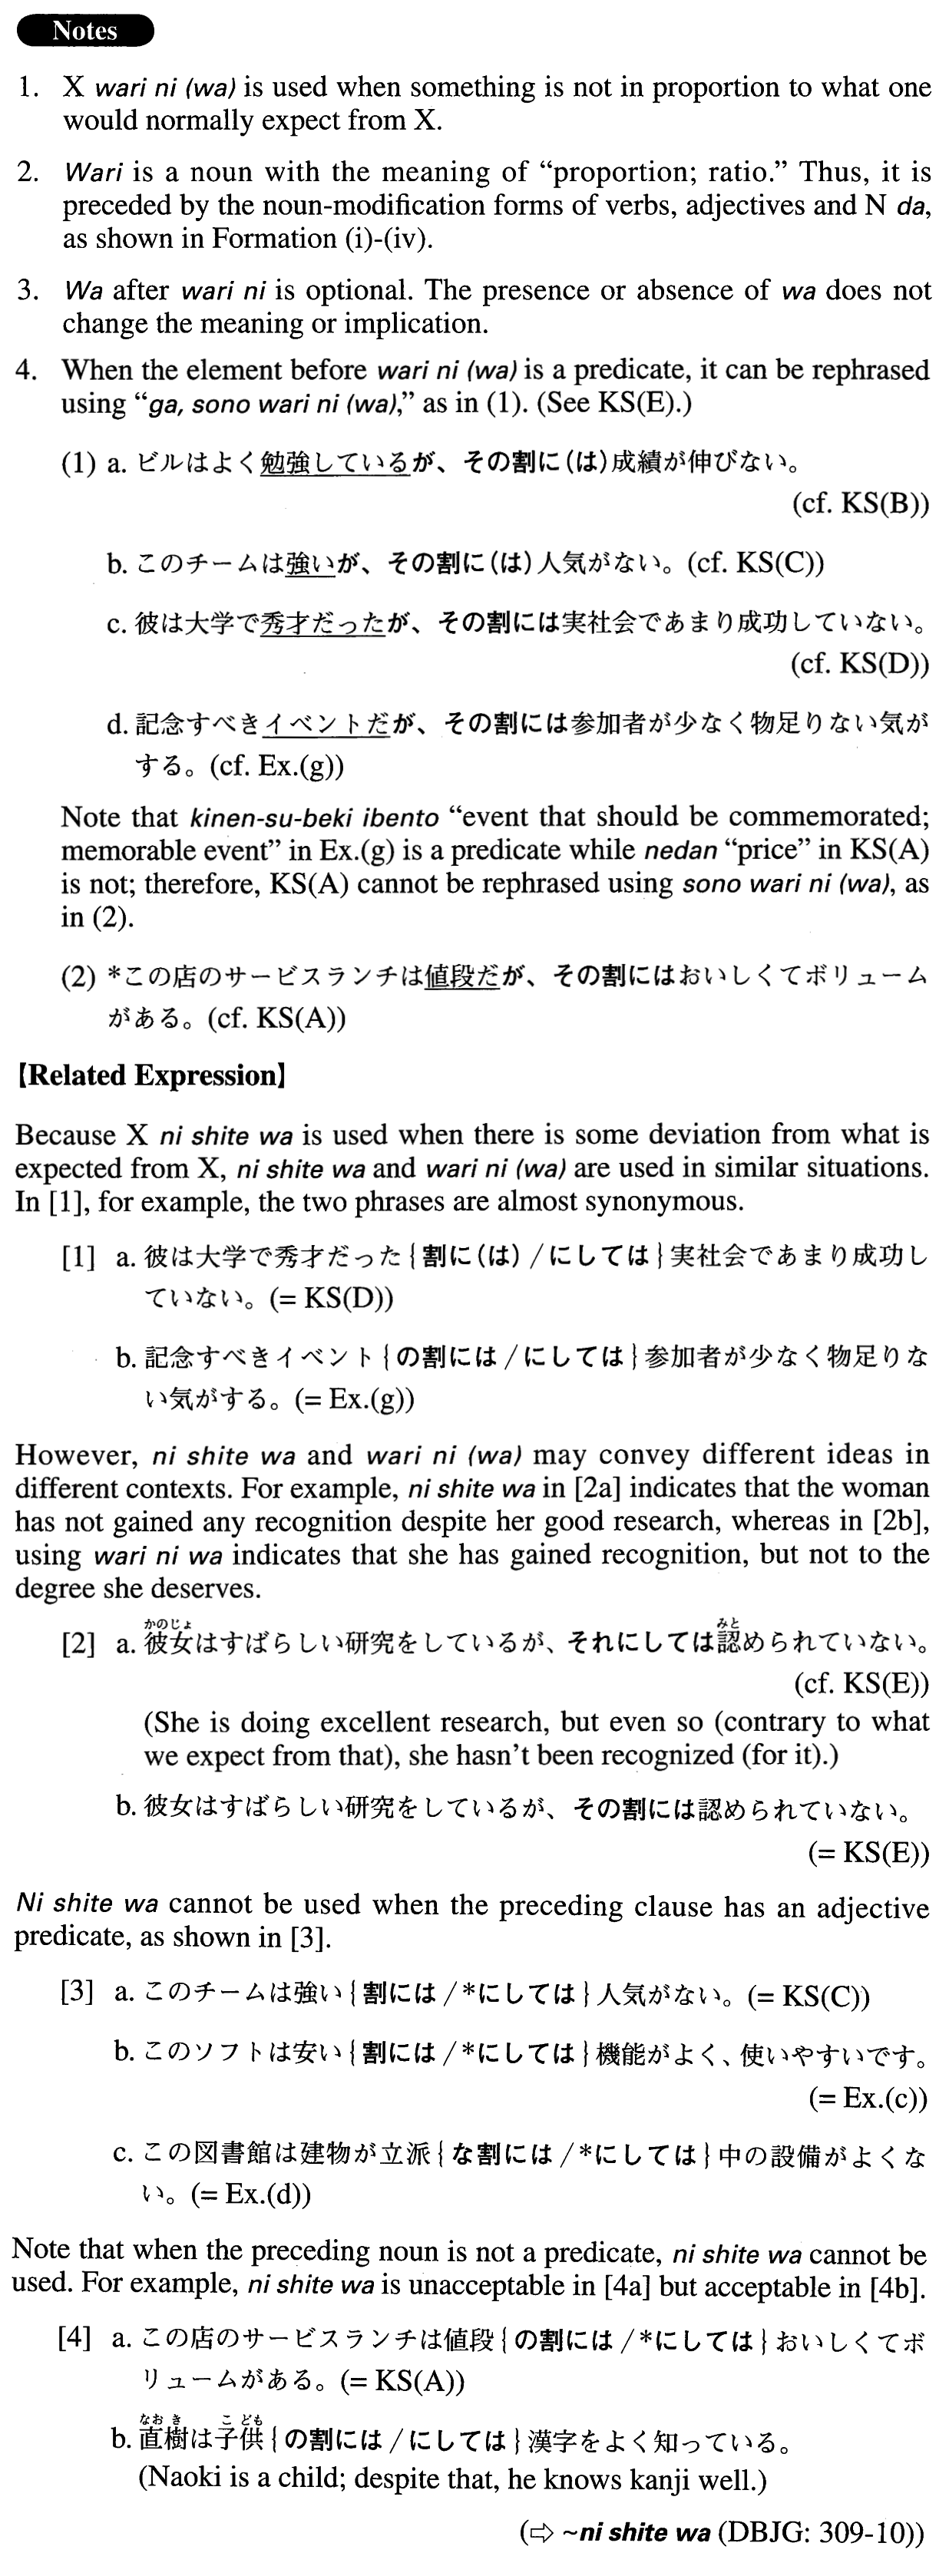 Notes
1. X wari ni (wa) is used when something is not in proportion to what one
would normally expect from X.
2. Wari is a noun with the meaning of “proportion; ratio.” Thus, it is
preceded by the noun-modification forms of verbs, adjectives and N da,
as shown in Formation (i)-(iv).
3. Wa after wari ni is optional. The presence or absence of wa does not
change the meaning or implication.
4. When the element before wari ni (wa) is a predicate, it can be rephrased
using “ga, sono wari ni (wa),” as in (1). (See KS(E).)
(1) a. ビルはよく勉強しているが、その割に(は)成績が伸びない。
(cf. KS(B))
b. このチームは強いが、その割に(は)人気がない。(cf. KS(C))
c. 彼は大学で秀才だったが、その割には実社会であまり成功していない。
(cf. KS(D))
d. 記念すべきイベントだが、その割には参加者が少なく物足りない気が
する。(cf. Ex.(g))
Note that kinen-su-beki ibento “event that should be commemorated;
memorable event” in Ex.(g) is a predicate while nedan “price” in KS(A)
is not; therefore, KS(A) cannot be rephrased using sono wari ni (wa), as
in (2).
(2) *この店のサービスランチは値段だが、その割にはおいしくてボリューム
がある。(cf. KS(A))
【Related Expression】
Because X ni shite wa is used when there is some deviation from what is
expected from X, ni shite wa and wari ni (wa) are used in similar situations.
In [1], for example, the two phrases are almost synonymous.
[1] a. 彼は大学で秀才だった{割に(は)/にしては}実社会であまり成功し
ていない。(= KS(D))
b. 記念すべきイベント{の割には/にしては}参加者が少なく物足りな
い気がする。(= Ex.(g))
However, ni shite wa and wari ni (wa) may convey different ideas in
different contexts. For example, ni shite wa in [2a] indicates that the woman
has not gained any recognition despite her good research, whereas in [2b],
using wari ni wa indicates that she has gained recognition, but not to the
degree she deserves.
かのじょ みと
[2] a. 彼女はすばらしい研究をしているが、それにしては認められていない。
(cf. KS(E))
(She is doing excellent research, but even so (contrary to what
we expect from that), she hasn’t been recognized (for it).)
b. 彼女はすばらしい研究をしているが、その割には認められていない。
(= KS(E))
Ni shite wa cannot be used when the preceding clause has an adjective
predicate, as shown in [3].
[3] a. このチームは強い{割には/*にしては}人気がない。(= KS(C))
b. このソフトは安い{割には/*にしては}機能がよく、使いやすいです。
(= Ex.(c))
c. この図書館は建物が立派{な割には/*にしては}中の設備がよくな
い。(= Ex.(d))
Note that when the preceding noun is not a predicate, ni shite wa cannot be
used. For example, ni shite wa is unacceptable in [4a] but acceptable in [4b].
[4] a. この店のサービスランチは値段{の割には/*にしては}おいしくてボ
リュームがある。(= KS(A))
なおき こども
b. 直樹は子供{の割には/にしては}漢字をよく知っている。
(Naoki is a child; despite that, he knows kanji well.)
(⇨ ~ni shite wa (DBJG: 309-10))